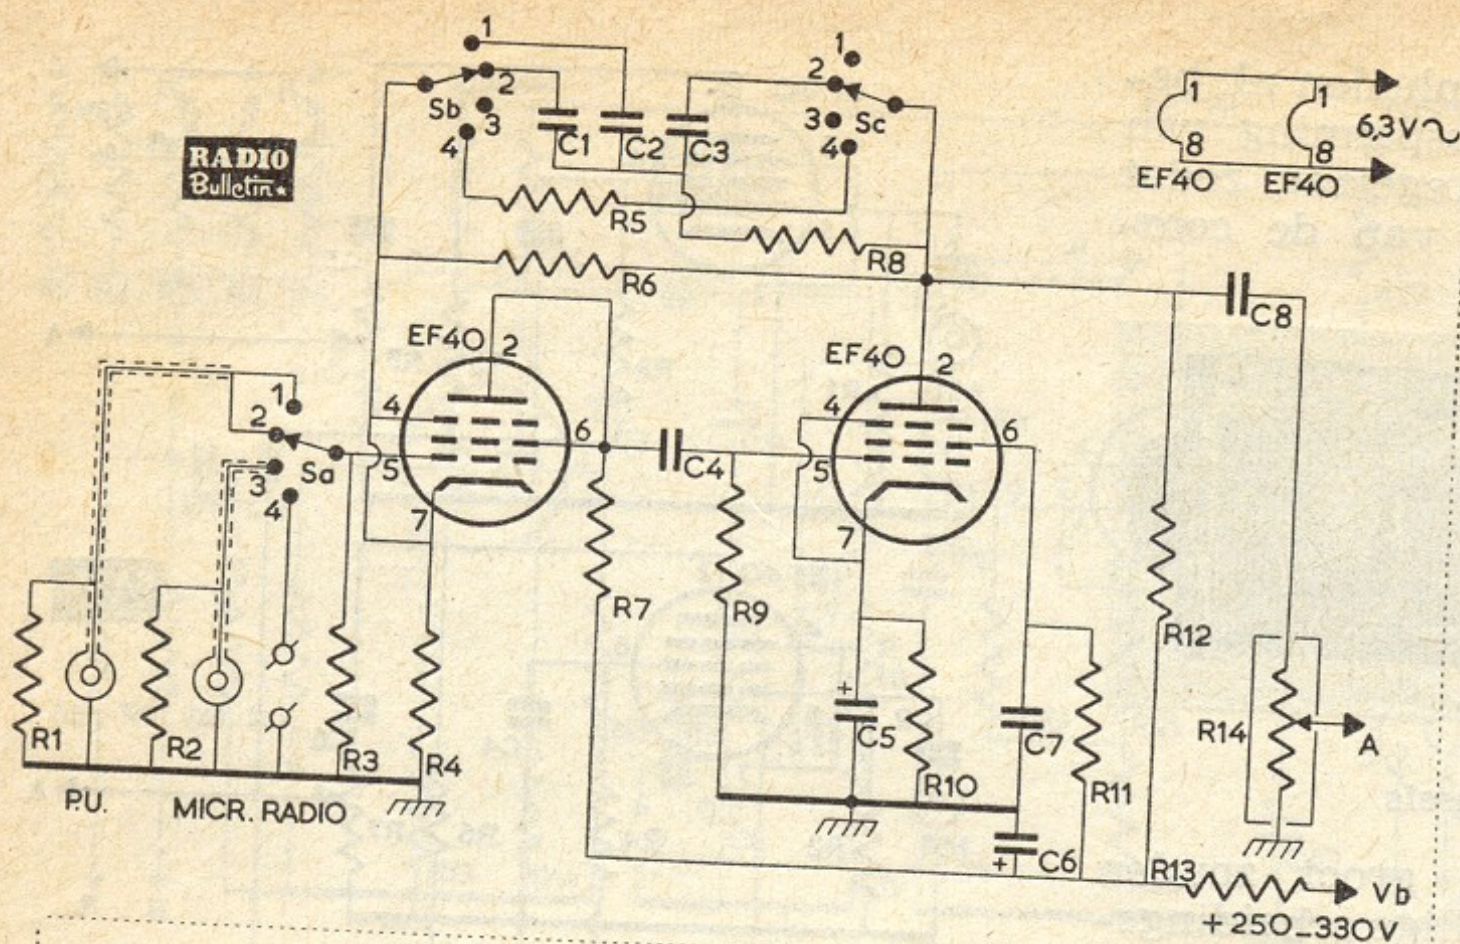 RADIO
Bulletin
1
2
3
4
Sb
C1
C2
C3
1
2
3
4
Sc
1
8
1
8
6,3V~
EF40
EF40
R5
R8
R6
C8
EF40
2
4
5
6
7
EF40
2
4
5
6
7
1
2
3
4
Sa
C4
R7
R9
R12
R1
R2
R3
R4
C5
R10
C7
R11
R14
A
P.U.
MICR.
RADIO
+
+
C6
R13
Vb
+250_330V
van de